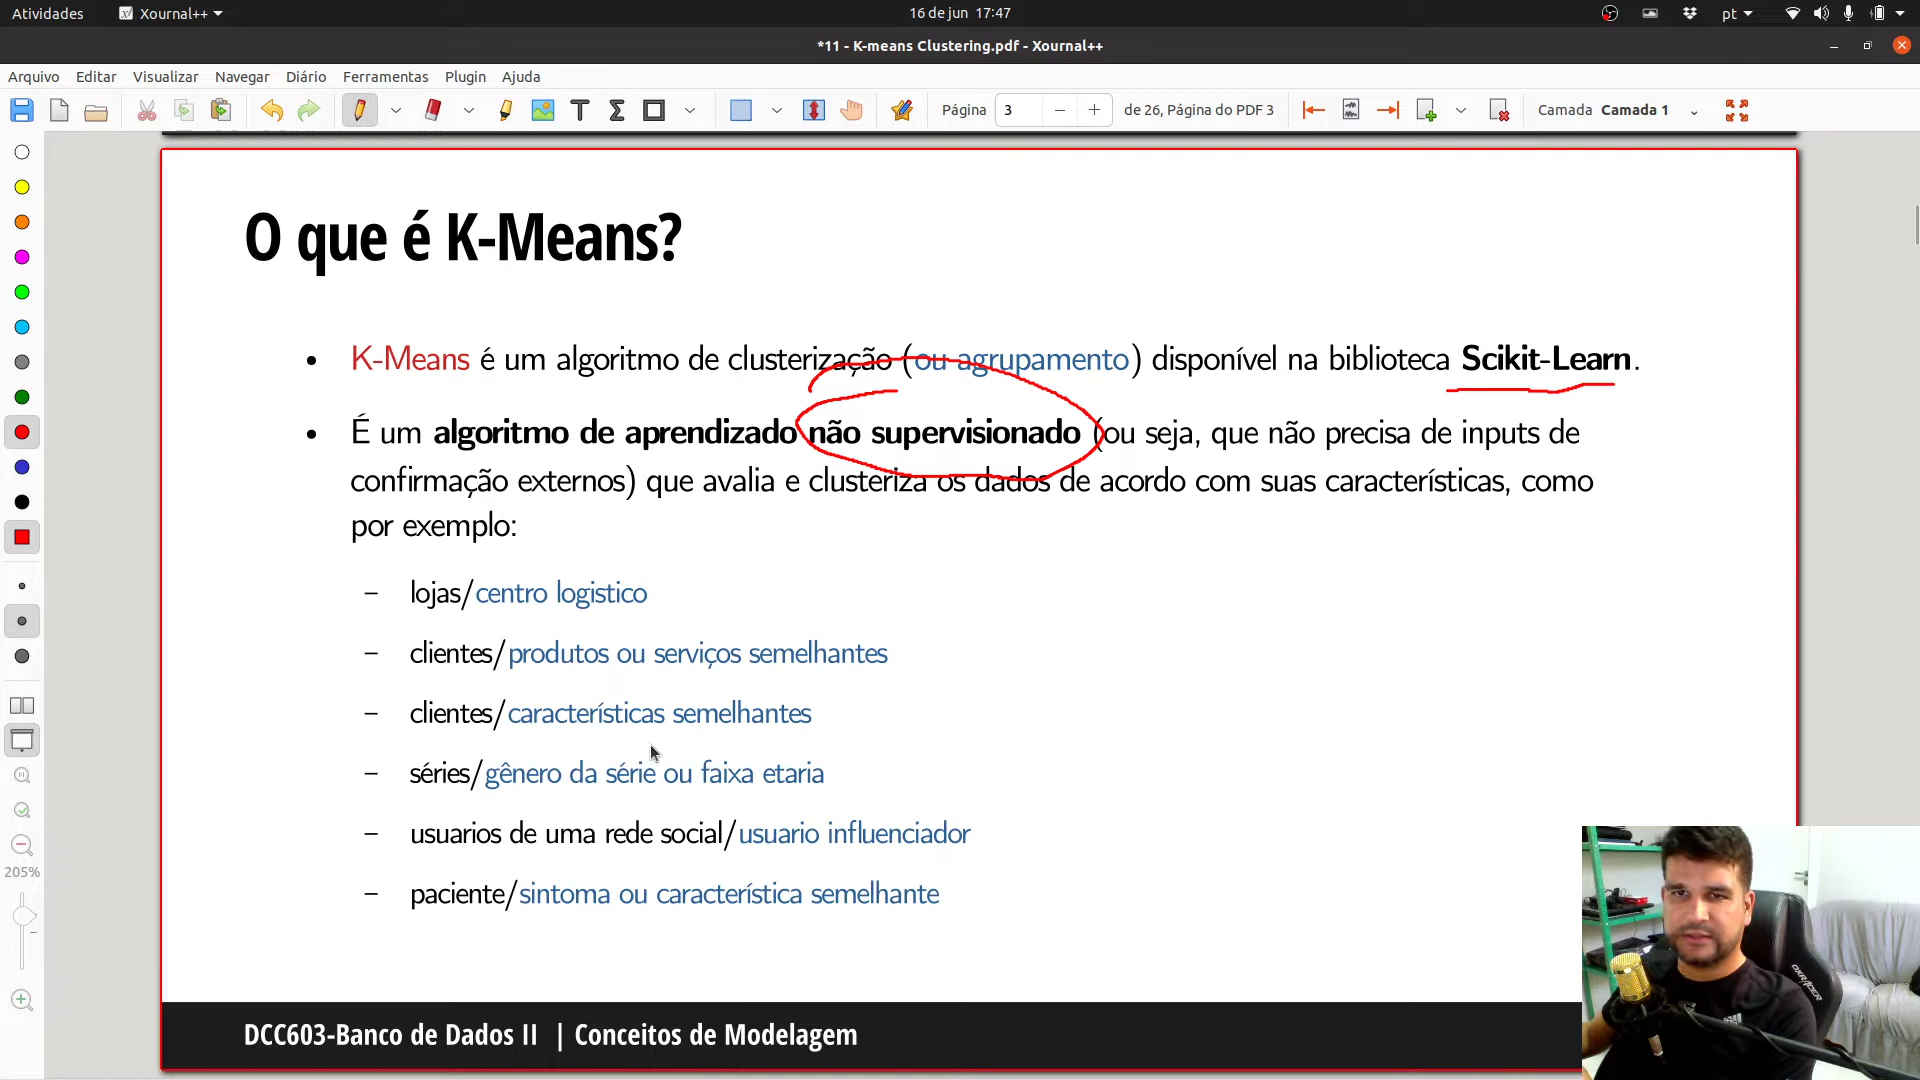 Atividades
Xournal++
16 de jun 17:47
pt
*11 - K-means Clustering.pdf - Xournal++
Arquivo Editar Visualizar Navegar Diário Ferramentas Plugin Ajuda
Página 3 de 26, Página do PDF 3 Camada Camada 1
O que é K-Means?
• K-Means é um algoritmo de clusterização (ou agrupamento) disponível na biblioteca Scikit-Learn.
• É um algoritmo de aprendizado não supervisionado (ou seja, que não precisa de inputs de
confirmação externos) que avalia e clusteriza os dados de acordo com suas características, como
por exemplo:
– lojas/centro logistico
– clientes/produtos ou serviços semelhantes
– clientes/características semelhantes
– séries/gênero da série ou faixa etaria
– usuarios de uma rede social/usuario influenciador
– paciente/sintoma ou característica semelhante
205%
DXRACER
DCC603-Banco de Dados II | Conceitos de Modelagem